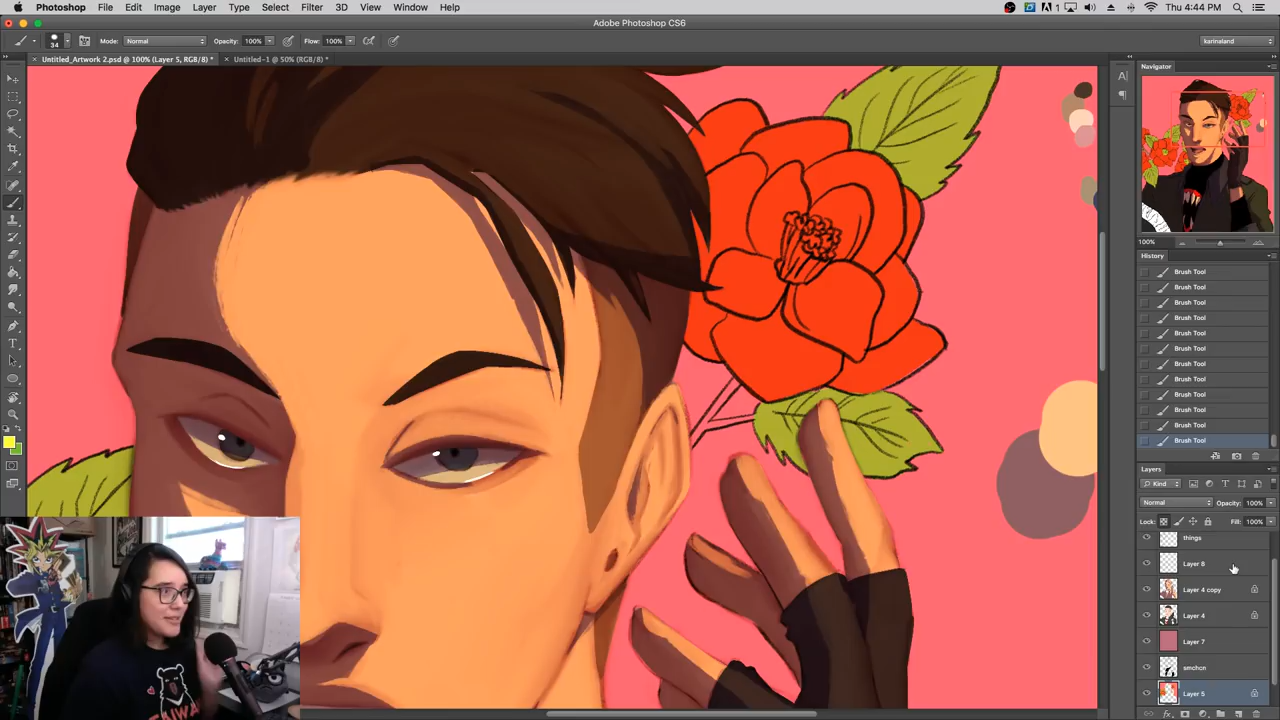 Photoshop File Edit Image Layer Type Select Filter 3D View Window Help
1 Thu 4:44 PM
Adobe Photoshop CS6
34 Mode: Normal Opacity: 100% Flow: 100% karinaland
× Untitled_Artwork 2.psd @ 100% (Layer 5, RGB/8) * × Untitled-1 @ 50% (RGB/8) *
Navigator
100%
History
Brush Tool
Brush Tool
Brush Tool
Brush Tool
Brush Tool
Brush Tool
Brush Tool
Brush Tool
Brush Tool
Brush Tool
Brush Tool
Brush Tool
Layers
Kind
Normal Opacity: 100%
Lock: Fill: 100%
things
Layer 8
Layer 4 copy
Layer 4
Layer 7
smchcn
Layer 5
TAIWAN